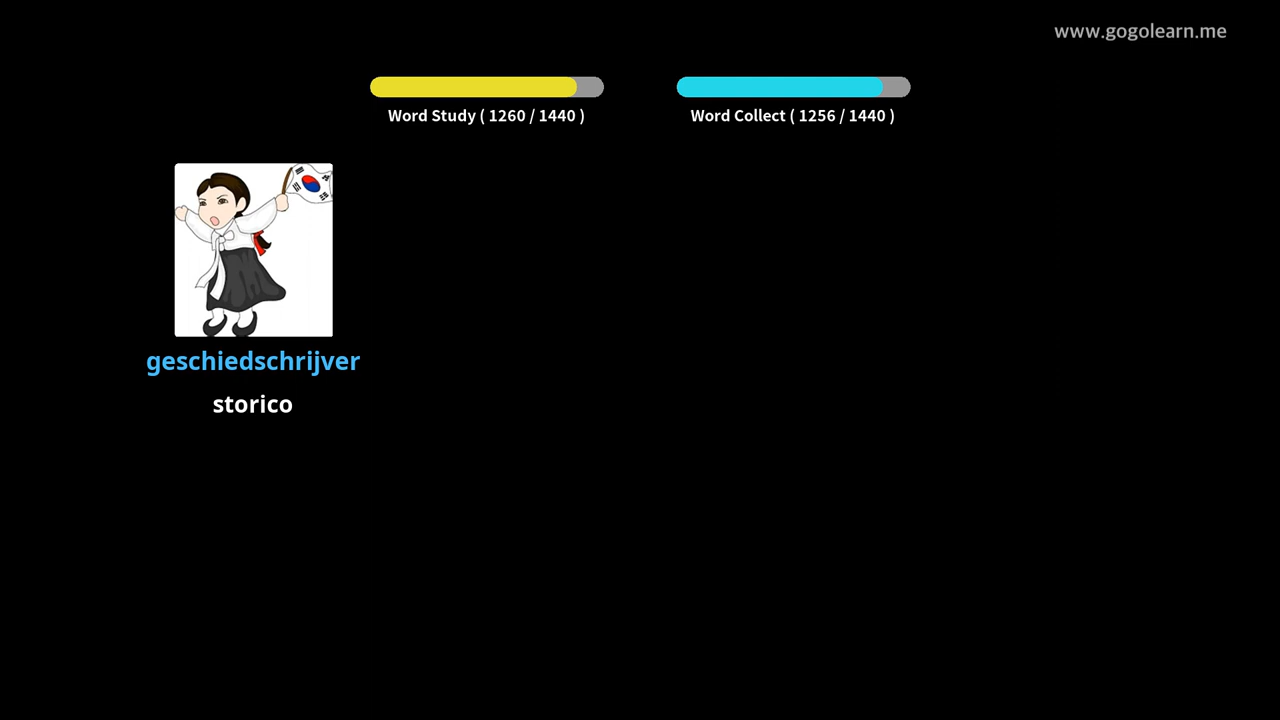 www.gogolearn.me
Word Study ( 1260 / 1440 )
Word Collect ( 1256 / 1440 )
geschiedschrijver
storico